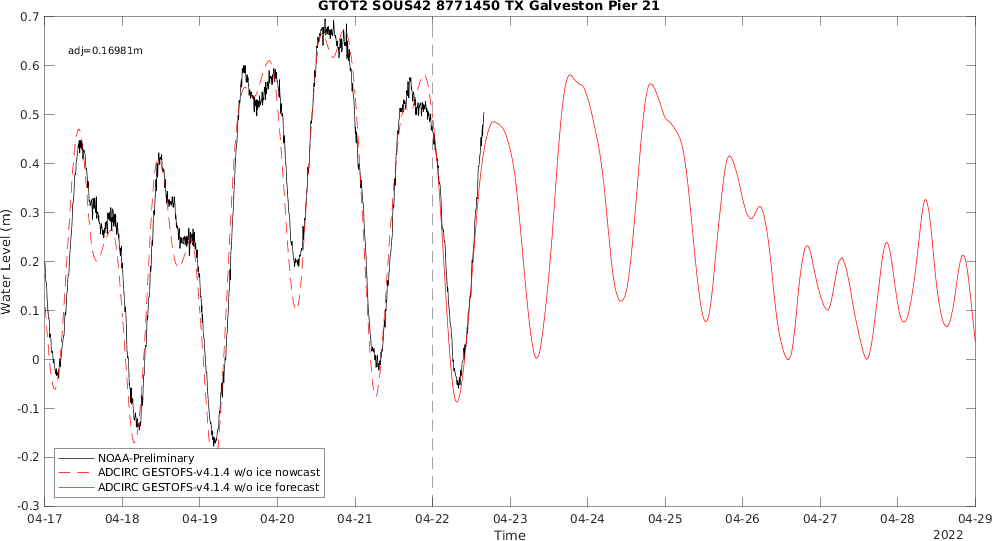 GTOT2 SOUS42 8771450 TX Galveston Pier 21
adj=0.16981m
Water Level (m)
0.7
0.6
0.5
0.4
0.3
0.2
0.1
0
-0.1
-0.2
-0.3
NOAA-Preliminary
ADCIRC GESTOFS-v4.1.4 w/o ice nowcast
ADCIRC GESTOFS-v4.1.4 w/o ice forecast
04-17 04-18 04-19 04-20 04-21 04-22 04-23 04-24 04-25 04-26 04-27 04-28 04-29
Time
2022